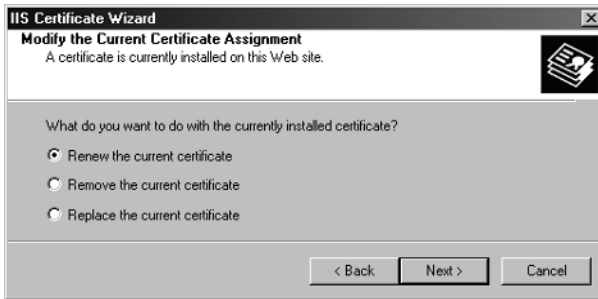 IIS Certificate Wizard
Modify the Current Certificate Assignment
A certificate is currently installed on this Web site.
What do you want to do with the currently installed certificate?
Renew the current certificate
Remove the current certificate
Replace the current certificate
< Back Next > Cancel